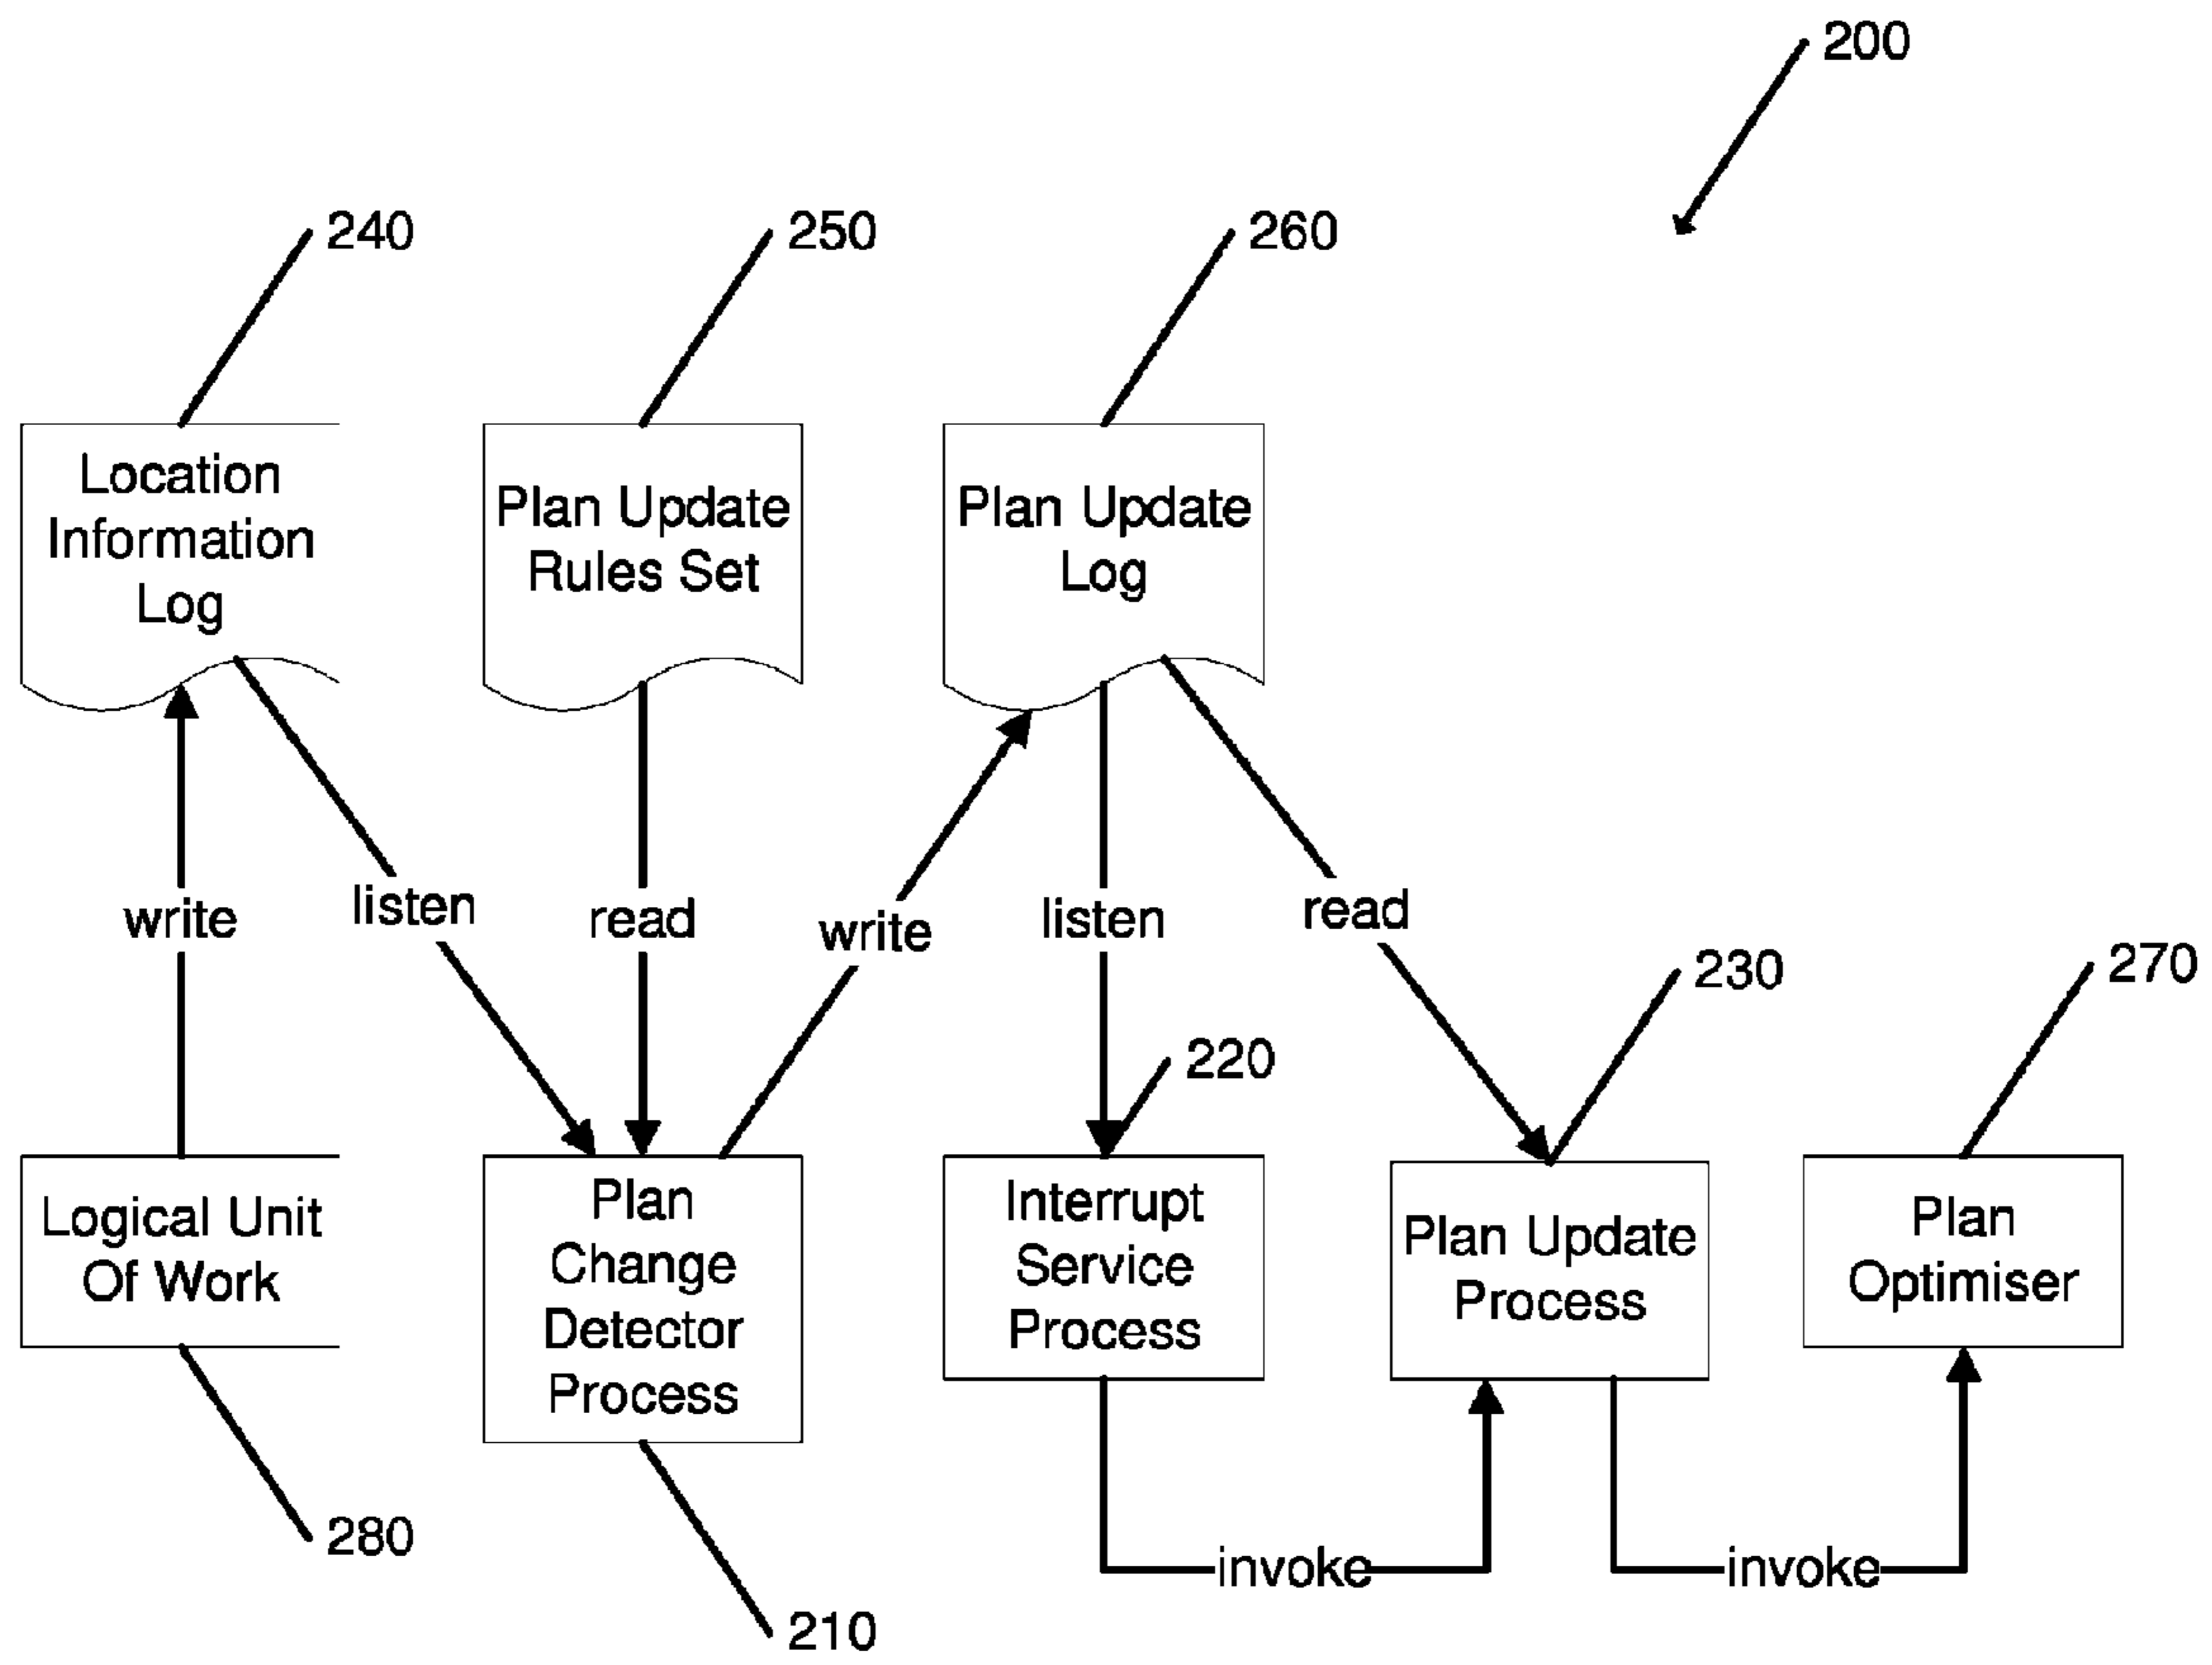 200
240
250
260
Location
Information
Log
Plan Update
Rules Set
Plan Update
Log
write
listen
read
write
listen
read
230
270
220
Logical Unit
Of Work
Plan
Change
Detector
Process
Interrupt
Service
Process
Plan Update
Process
Plan
Optimiser
280
invoke
invoke
210